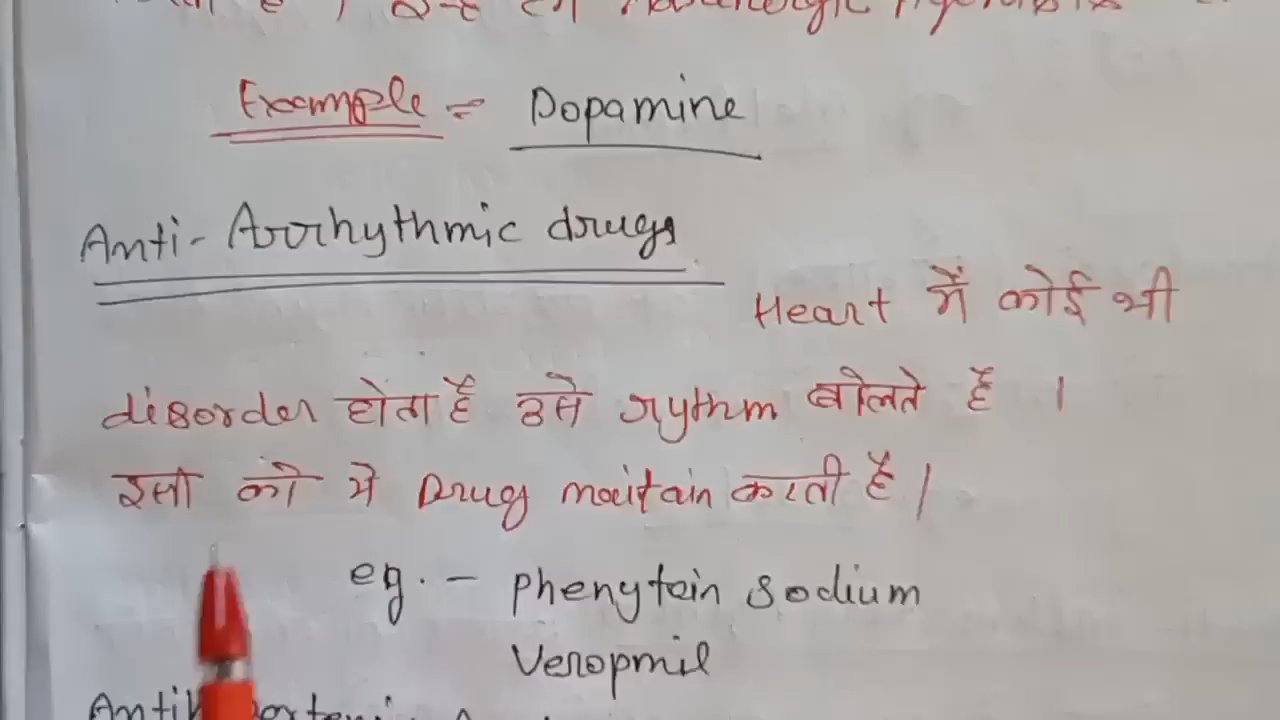 Example = Dopamine
Anti-Arrhythmic drugs
Heart में कोई भी
disorder होता है उसे rythm बोलते है ।
इसी को ये Drug maitain करती है ।
eg. - Phenytoin sodium
Veropmil